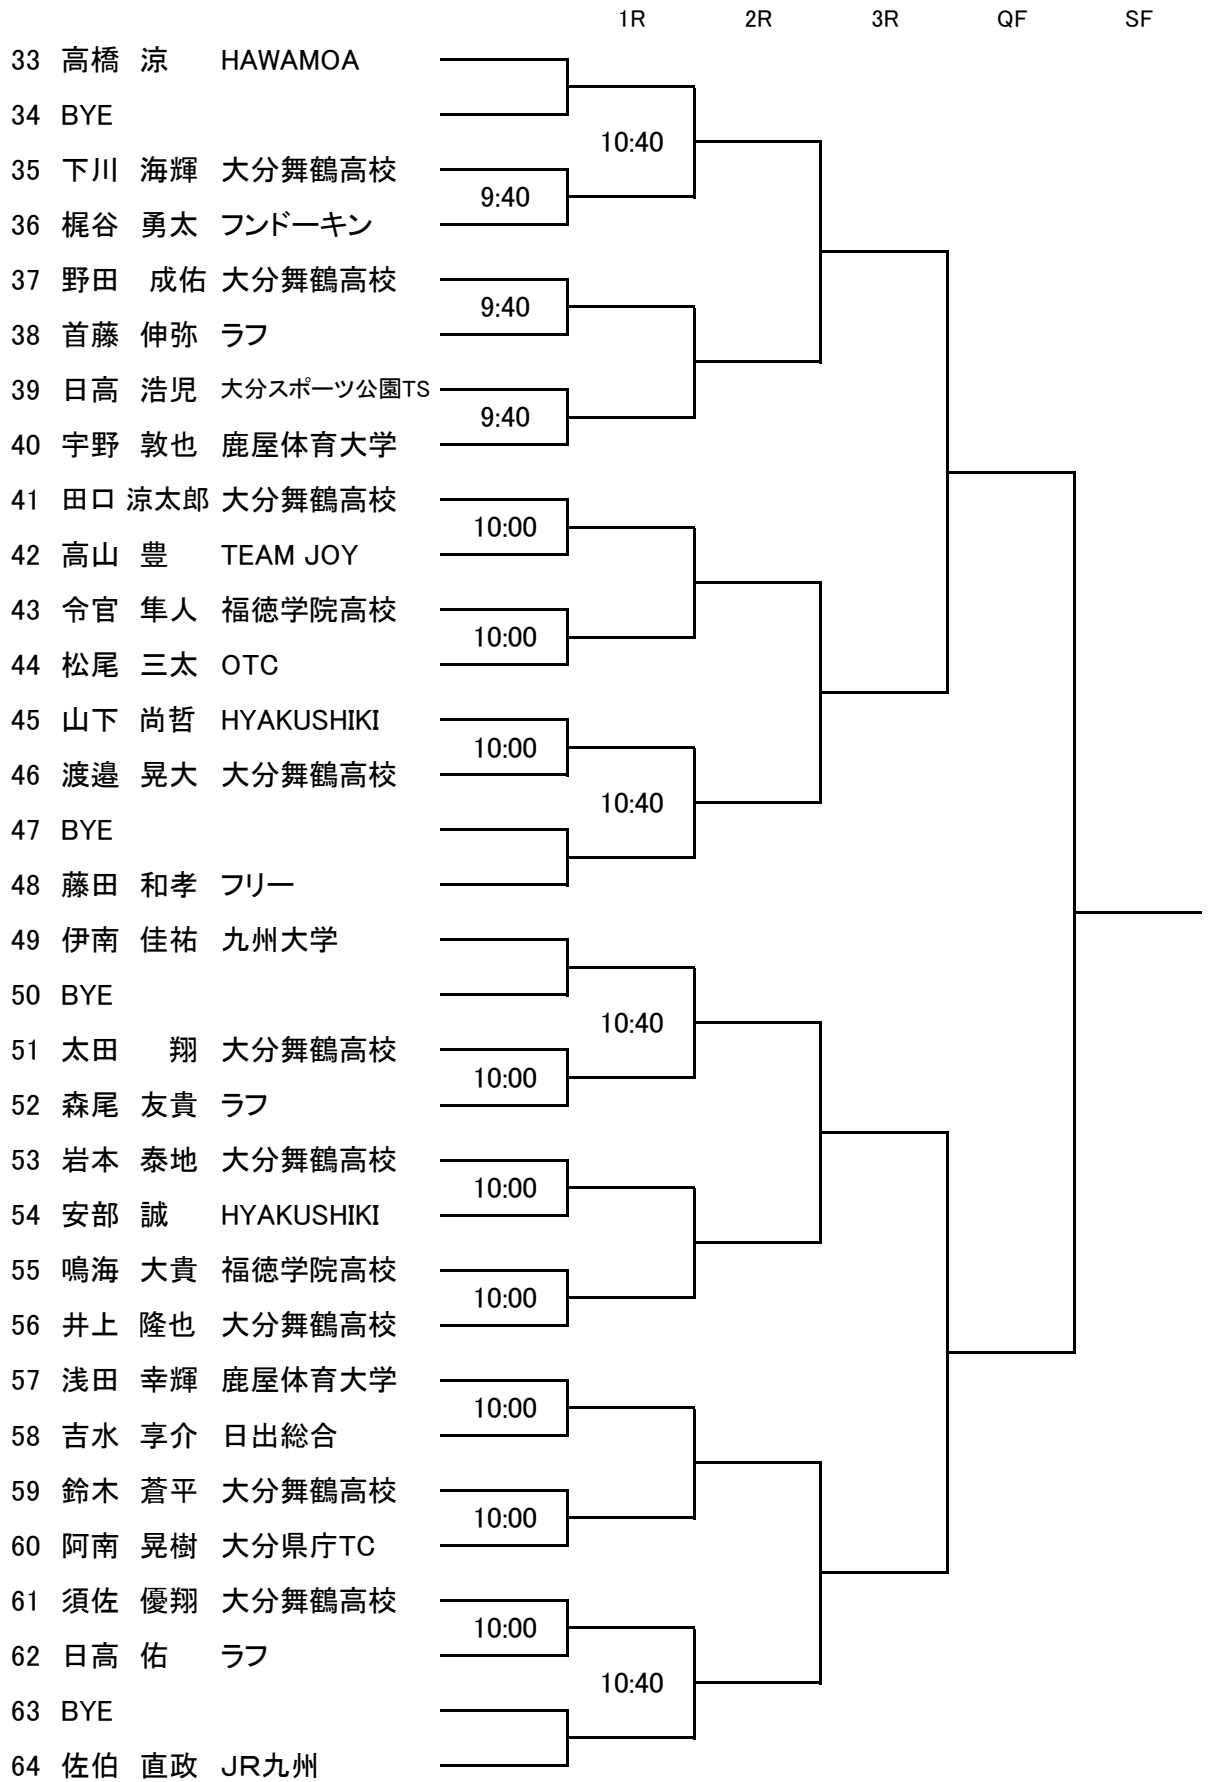 1R 2R 3R QF SF
33 高橋 涼 HAWAMOA
34 BYE
10:40
35 下川 海輝 大分舞鶴高校
9:40
36 梶谷 勇太 フンドーキン
37 野田 成佑 大分舞鶴高校
9:40
38 首藤 伸弥 ラフ
39 日高 浩児 大分スポーツ公園TS
9:40
40 宇野 敦也 鹿屋体育大学
41 田口 涼太郎 大分舞鶴高校
10:00
42 高山 豊 TEAM JOY
43 令官 隼人 福徳学院高校
10:00
44 松尾 三太 OTC
45 山下 尚哲 HYAKUSHIKI
10:00
46 渡邉 晃大 大分舞鶴高校
10:40
47 BYE
48 藤田 和孝 フリー
49 伊南 佳祐 九州大学
50 BYE
10:40
51 太田 翔 大分舞鶴高校
10:00
52 森尾 友貴 ラフ
53 岩本 泰地 大分舞鶴高校
10:00
54 安部 誠 HYAKUSHIKI
55 鳴海 大貴 福徳学院高校
10:00
56 井上 隆也 大分舞鶴高校
57 浅田 幸輝 鹿屋体育大学
10:00
58 吉水 享介 日出総合
59 鈴木 蒼平 大分舞鶴高校
10:00
60 阿南 晃樹 大分県庁TC
61 須佐 優翔 大分舞鶴高校
10:00
62 日高 佑 ラフ
10:40
63 BYE
64 佐伯 直政 JR九州